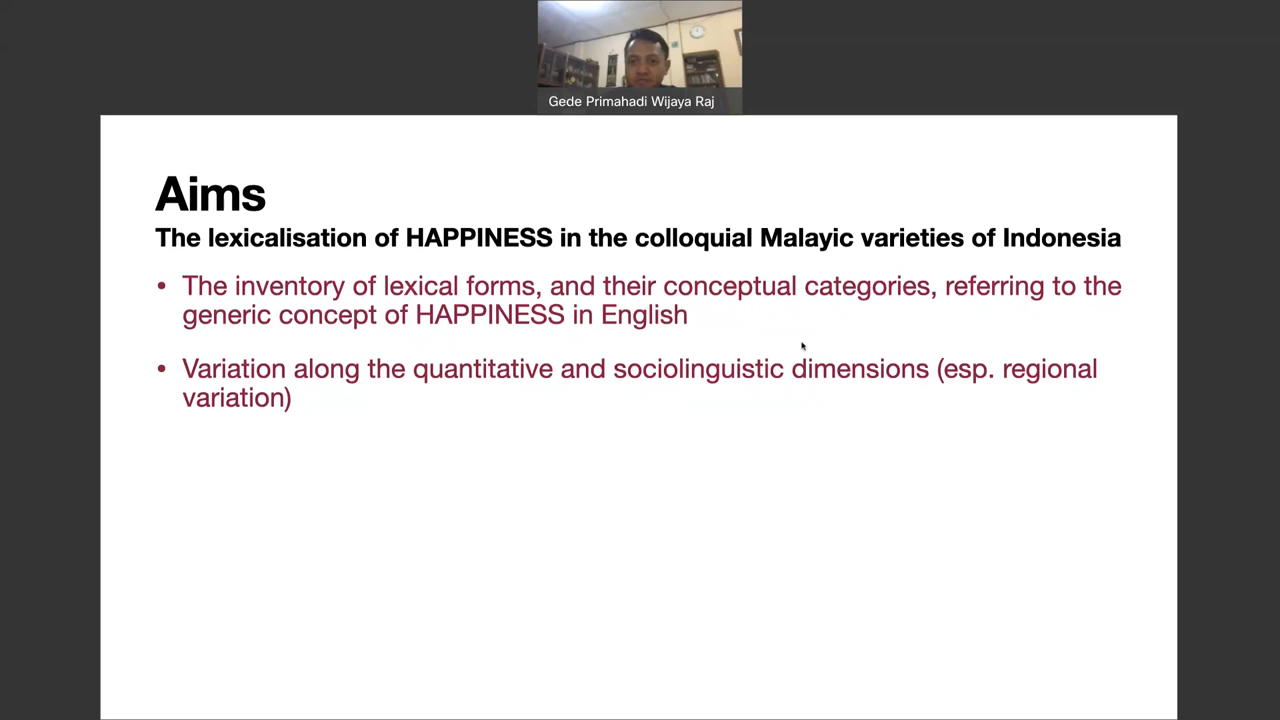 Gede Primahadi Wijaya Raj
Aims
The lexicalisation of HAPPINESS in the colloquial Malayic varieties of Indonesia
• The inventory of lexical forms, and their conceptual categories, referring to the
generic concept of HAPPINESS in English
• Variation along the quantitative and sociolinguistic dimensions (esp. regional
variation)